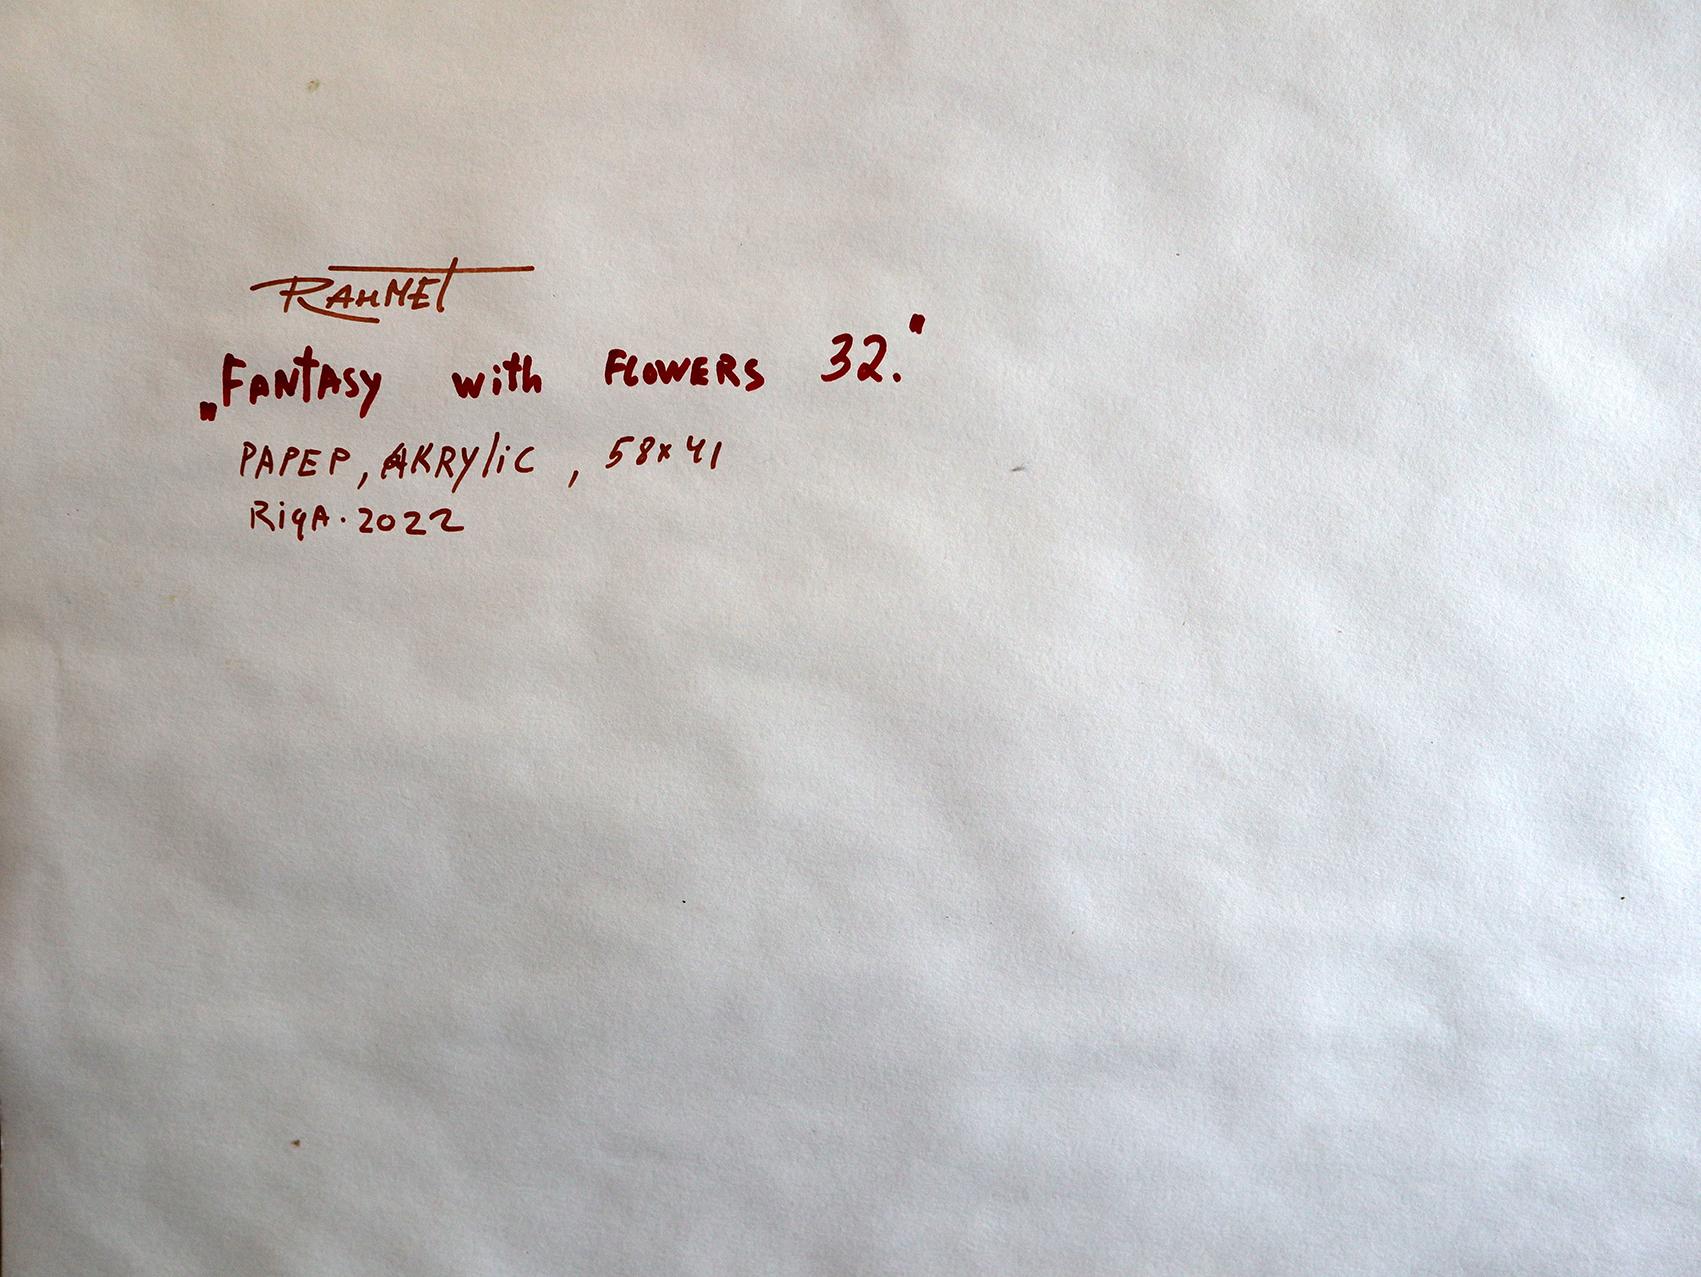 RAHMET
„FANTASY with FLOWERS 32."
PAPEP, AKRYLIC, 58x41
RIGA. 2022